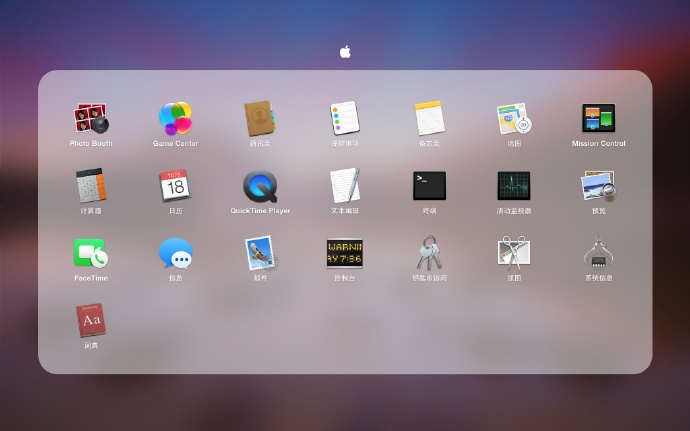 Photo Booth
Game Center
通讯录
提醒事项
备忘录
地图
Mission Control
计算器
10月
18
日历
QuickTime Player
文本编辑
>_
终端
活动监视器
预览
FaceTime
信息
邮件
WARNIN
AY 7:36
控制台
钥匙串访问
抓图
系统信息
Aa
词典